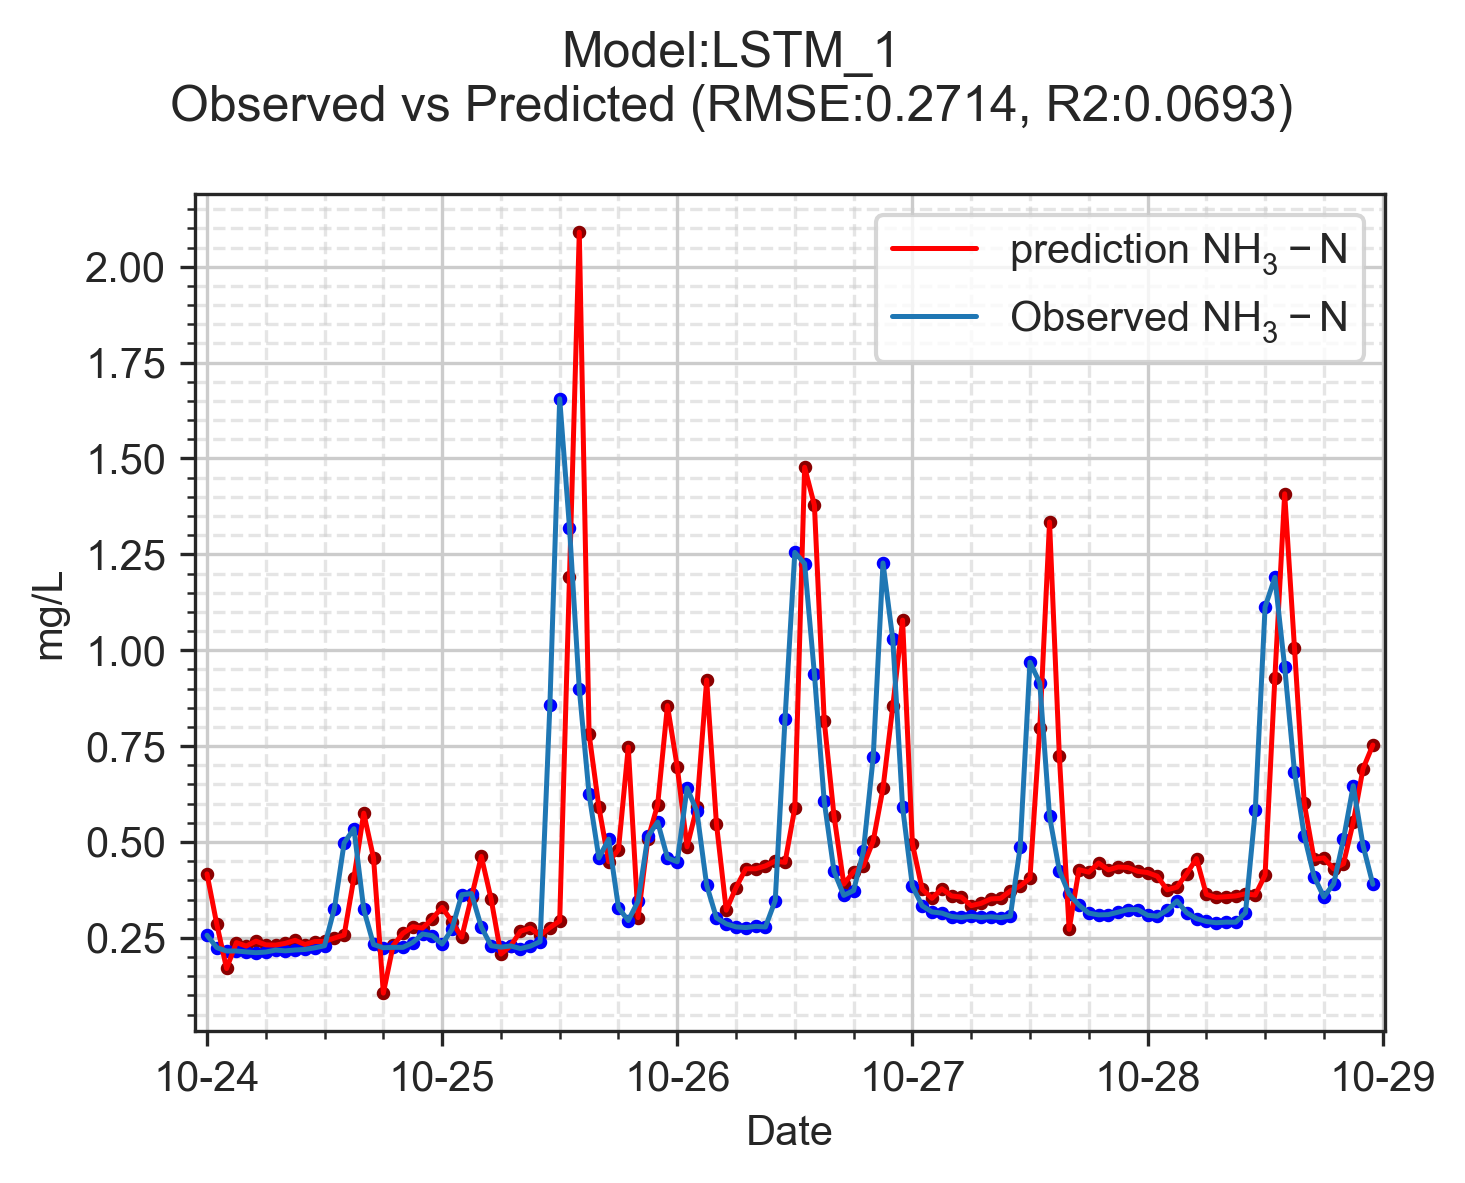 Model:LSTM_1
Observed vs Predicted (RMSE:0.2714, R2:0.0693)
prediction NH₃ − N
Observed NH₃ − N
2.00
1.75
1.50
1.25
1.00
0.75
0.50
0.25
mg/L
10-24 10-25 10-26 10-27 10-28 10-29
Date